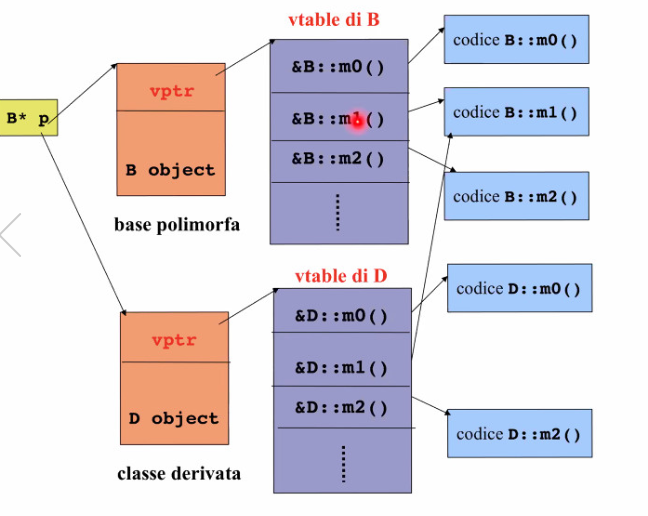 vtable di B
B* p
vptr
B object
base polimorfa
&B::m0()
&B::m1()
&B::m2()
codice B::m0()
codice B::m1()
codice B::m2()
vtable di D
vptr
D object
classe derivata
&D::m0()
&D::m1()
&D::m2()
codice D::m0()
codice D::m2()